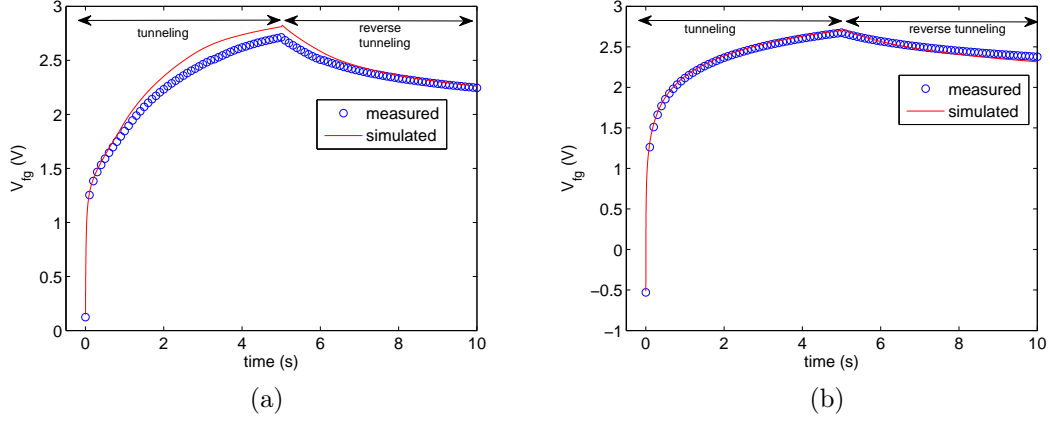 tunneling
reverse
tunneling
3
2.5
2
1.5
1
0.5
0
V_fg (V)
measured
simulated
0
2
4
6
8
10
time (s)
(a)
tunneling
reverse tunneling
3
2.5
2
1.5
1
0.5
0
−0.5
−1
V_fg (V)
measured
simulated
0
2
4
6
8
10
time (s)
(b)